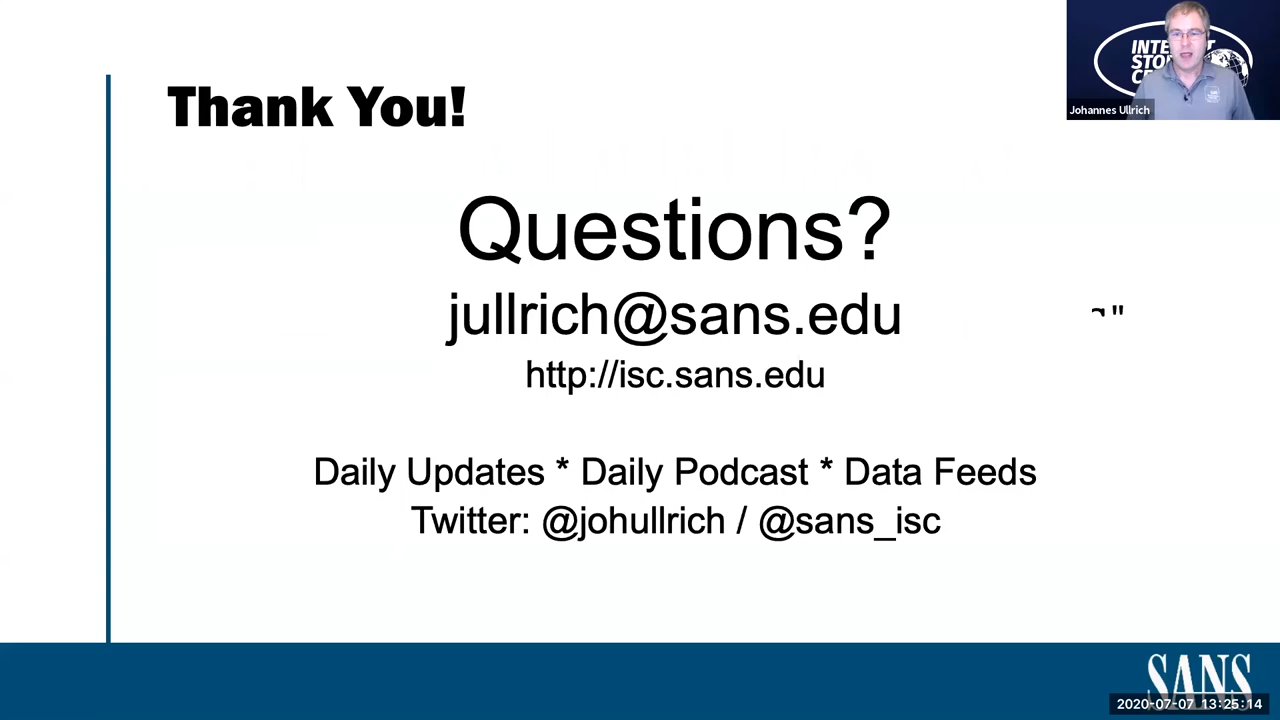 Thank You!
Questions?
jullrich@sans.edu
http://isc.sans.edu
Daily Updates * Daily Podcast * Data Feeds
Twitter: @johullrich / @sans_isc
Johannes Ullrich
SANS
2020-07-07 13:25:14